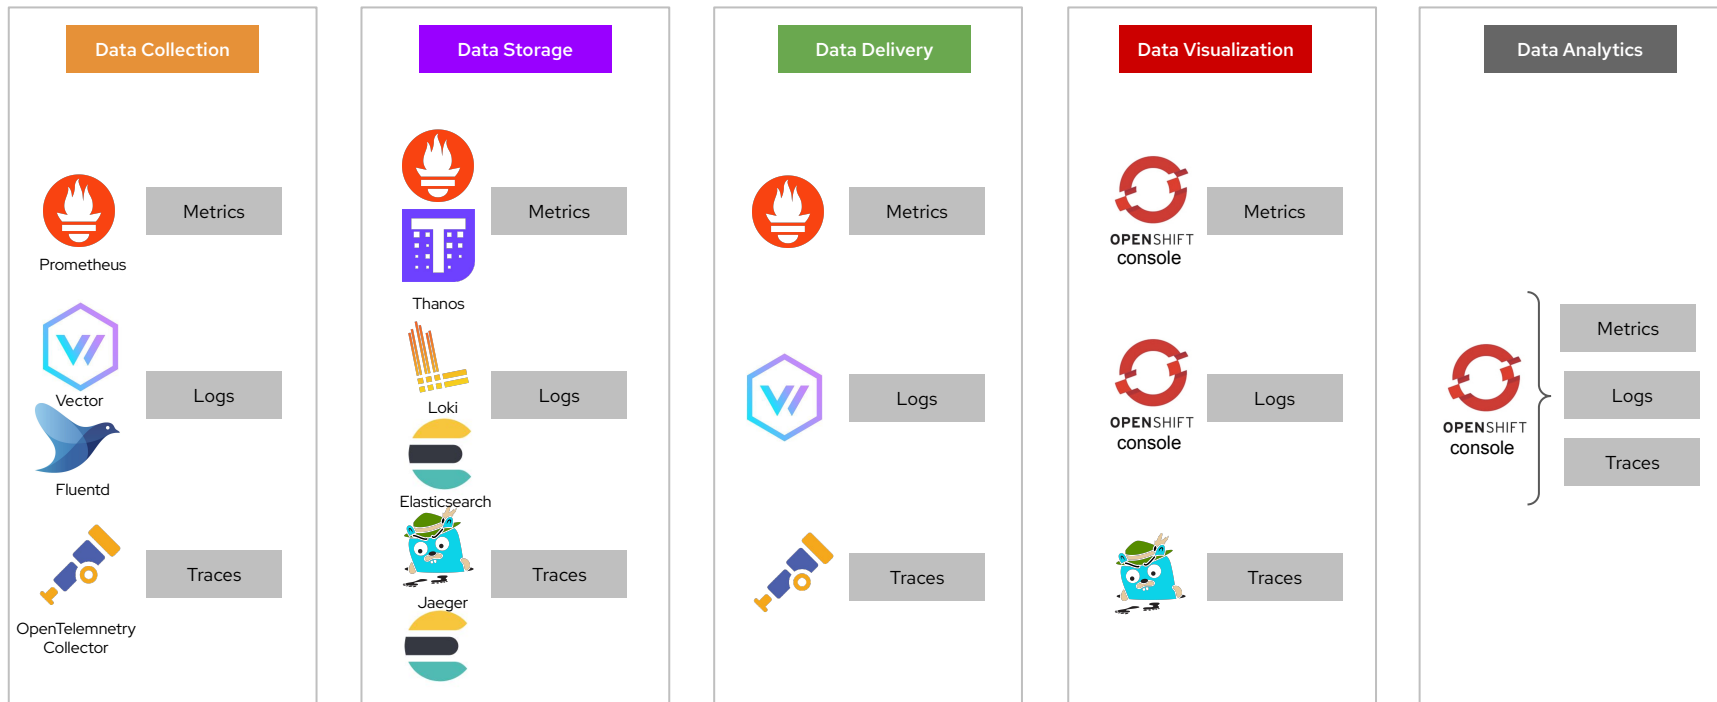 Data Collection
Prometheus
Metrics
Vector
Fluentd
Logs
OpenTelemnetry
Collector
Traces
Data Storage
Thanos
Metrics
Loki
Elasticsearch
Logs
Jaeger
Traces
Data Delivery
Metrics
Logs
Traces
Data Visualization
OPENSHIFT
console
Metrics
OPENSHIFT
console
Logs
Traces
Data Analytics
OPENSHIFT
console
Metrics
Logs
Traces